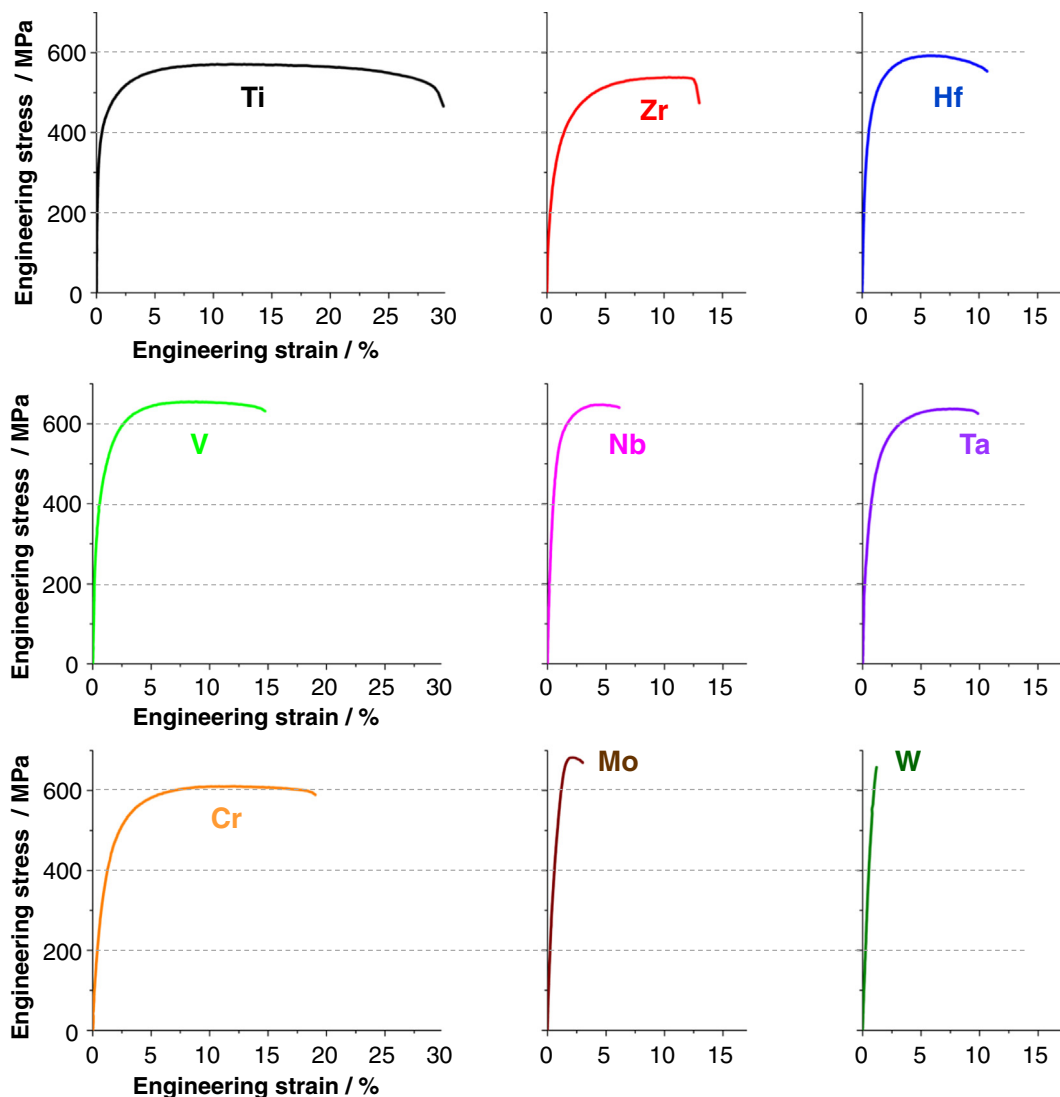 Engineering stress / MPa
600
400
200
0
Ti
Zr
Hf
0 5 10 15 20 25 30
0 5 10 15
0 5 10 15
Engineering strain / %
Engineering stress / MPa
600
400
200
0
V
Nb
Ta
0 5 10 15 20 25 30
0 5 10 15
0 5 10 15
Engineering strain / %
Engineering stress / MPa
600
400
200
0
Cr
Mo
W
0 5 10 15 20 25 30
0 5 10 15
0 5 10 15
Engineering strain / %